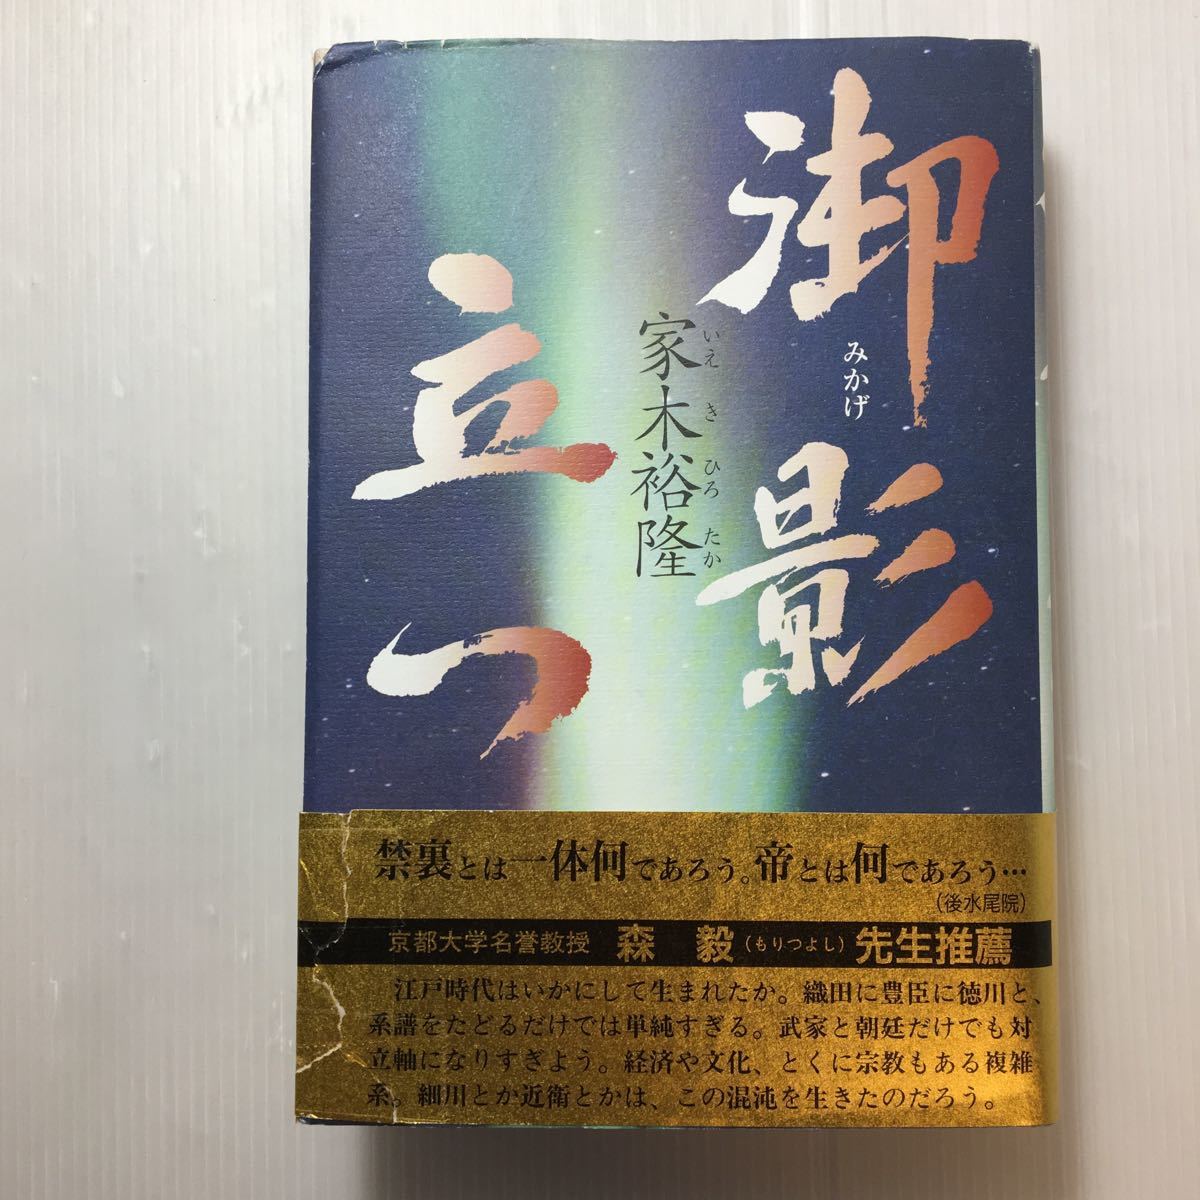 御影
みかげ
立つ
家木裕隆
いえ き ひろ たか
禁裏とは一体何であろう。帝とは何であろう…
(後水尾院)
京都大学名誉教授 森 毅(もりつよし)先生推薦
江戸時代はいかにして生まれたか。織田に豊臣に徳川と、
系譜をたどるだけでは単純すぎる。武家と朝廷だけでも対
立軸になりすぎよう。経済や文化、とくに宗教もある複雑
系。細川とか近衛とかは、この混沌を生きたのだろう。